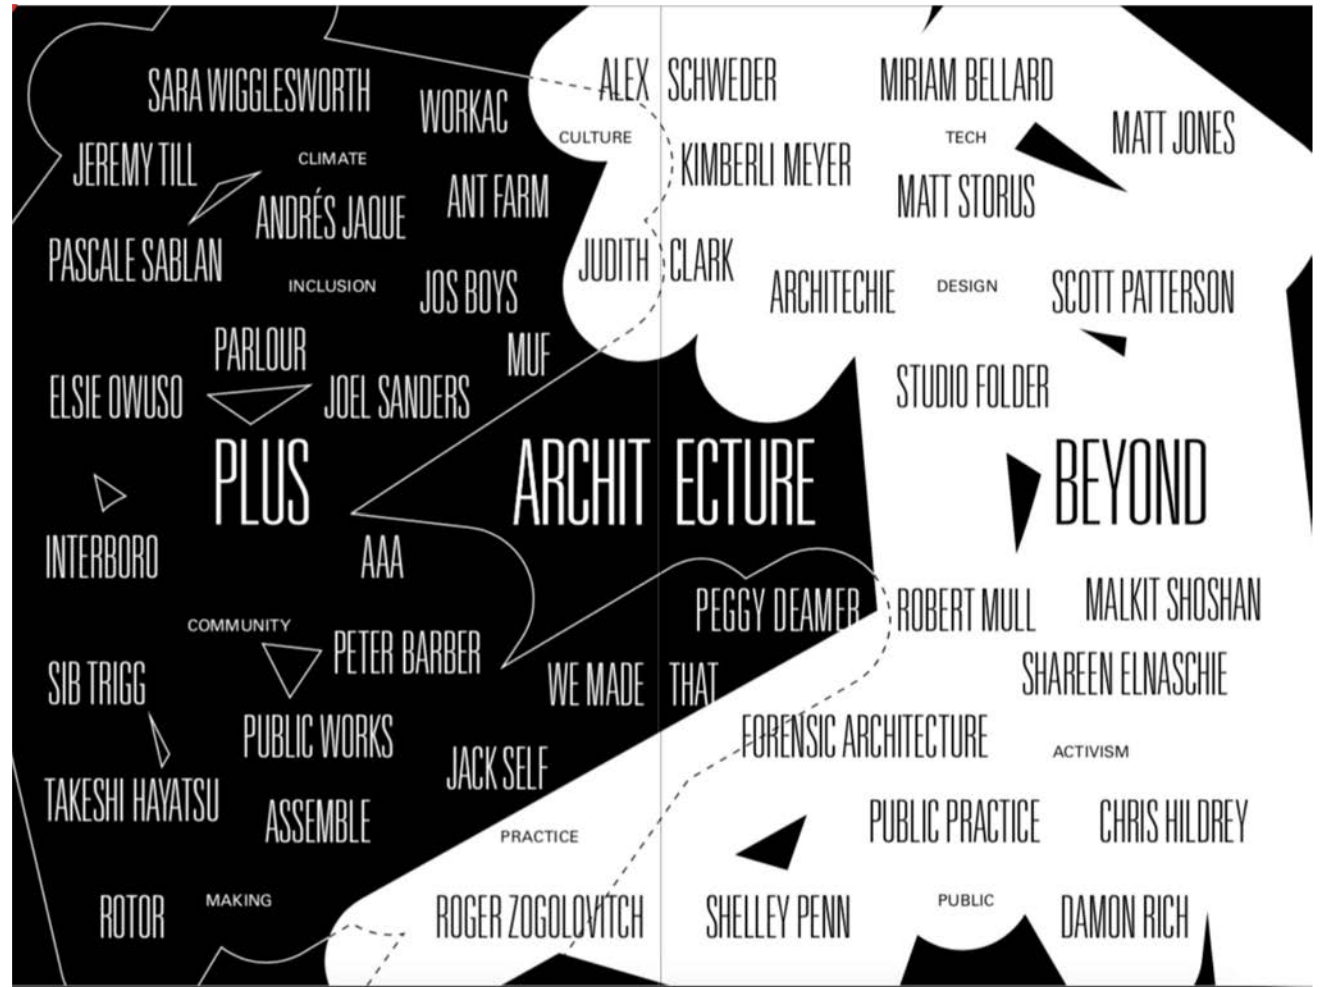 SARA WIGGLESWORTH
WORKAC
ALEX SCHWEDER
MIRIAM BELLARD
MATT JONES
JEREMY TILL
CLIMATE
CULTURE
KIMBERLI MEYER
TECH
ANDRÉS JAQUE
ANT FARM
MATT STORUS
PASCALE SABLAN
INCLUSION
JOS BOYS
JUDITH CLARK
ARCHITECHIE
DESIGN
SCOTT PATTERSON
PARLOUR
MUF
ELSIE OWUSO
JOEL SANDERS
STUDIO FOLDER
PLUS
ARCHITECTURE
BEYOND
INTERBORO
AAA
PEGGY DEAMER
ROBERT MULL
MALKIT SHOSHAN
COMMUNITY
PETER BARBER
SIB TRIGG
WE MADE THAT
SHAREEN ELNASCHIE
PUBLIC WORKS
JACK SELF
FORENSIC ARCHITECTURE
ACTIVISM
TAKESHI HAYATSU
ASSEMBLE
PRACTICE
PUBLIC PRACTICE
CHRIS HILDREY
ROTOR
MAKING
ROGER ZOGOLOVITCH
SHELLEY PENN
PUBLIC
DAMON RICH